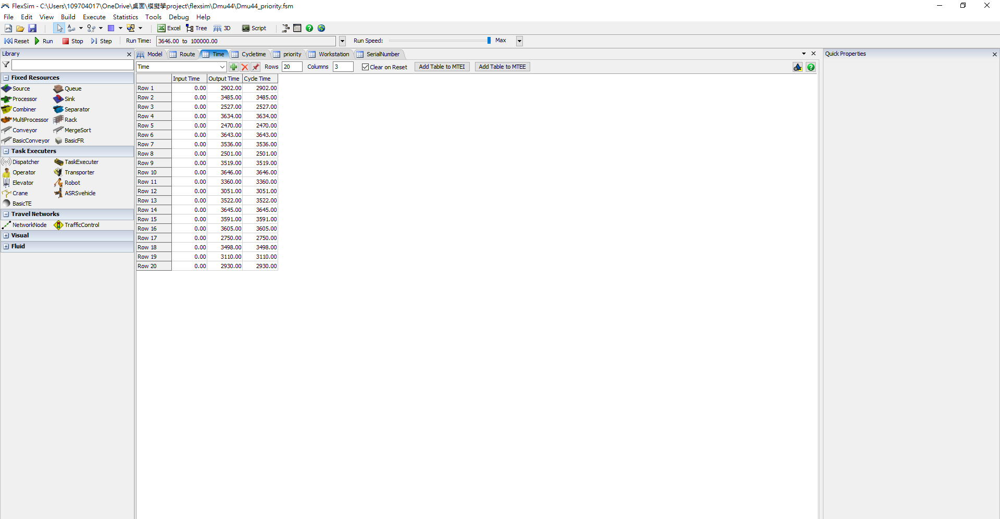 FlexSim - C:\Users\109704017\OneDrive\桌面\模擬學project\flexsim\Dmu44\Dmu44_priority.fsm
File Edit View Build Execute Statistics Tools Debug Help
Excel Tree 3D Script
Reset Run Stop Step Run Time: 3646.00 to 100000.00 Run Speed: Max
Library
Model Route Time Cycletime priority Workstation SerialNumber
Quick Properties
Time Rows 20 Columns 3 Clear on Reset Add Table to MTEI Add Table to MTEE
Fixed Resources
Source Queue
Processor Sink
Combiner Separator
MultiProcessor Rack
Conveyor MergeSort
BasicConveyor BasicFR
Task Executers
Dispatcher TaskExecuter
Operator Transporter
Elevator Robot
Crane ASRSvehicle
BasicTE
Travel Networks
NetworkNode TrafficControl
Visual
Fluid
Input Time Output Time Cycle Time
Row 1 0.00 2902.00 2902.00
Row 2 0.00 3485.00 3485.00
Row 3 0.00 2527.00 2527.00
Row 4 0.00 3634.00 3634.00
Row 5 0.00 2470.00 2470.00
Row 6 0.00 3643.00 3643.00
Row 7 0.00 3536.00 3536.00
Row 8 0.00 2501.00 2501.00
Row 9 0.00 3519.00 3519.00
Row 10 0.00 3646.00 3646.00
Row 11 0.00 3360.00 3360.00
Row 12 0.00 3051.00 3051.00
Row 13 0.00 3522.00 3522.00
Row 14 0.00 3645.00 3645.00
Row 15 0.00 3591.00 3591.00
Row 16 0.00 3605.00 3605.00
Row 17 0.00 2750.00 2750.00
Row 18 0.00 3498.00 3498.00
Row 19 0.00 3110.00 3110.00
Row 20 0.00 2930.00 2930.00